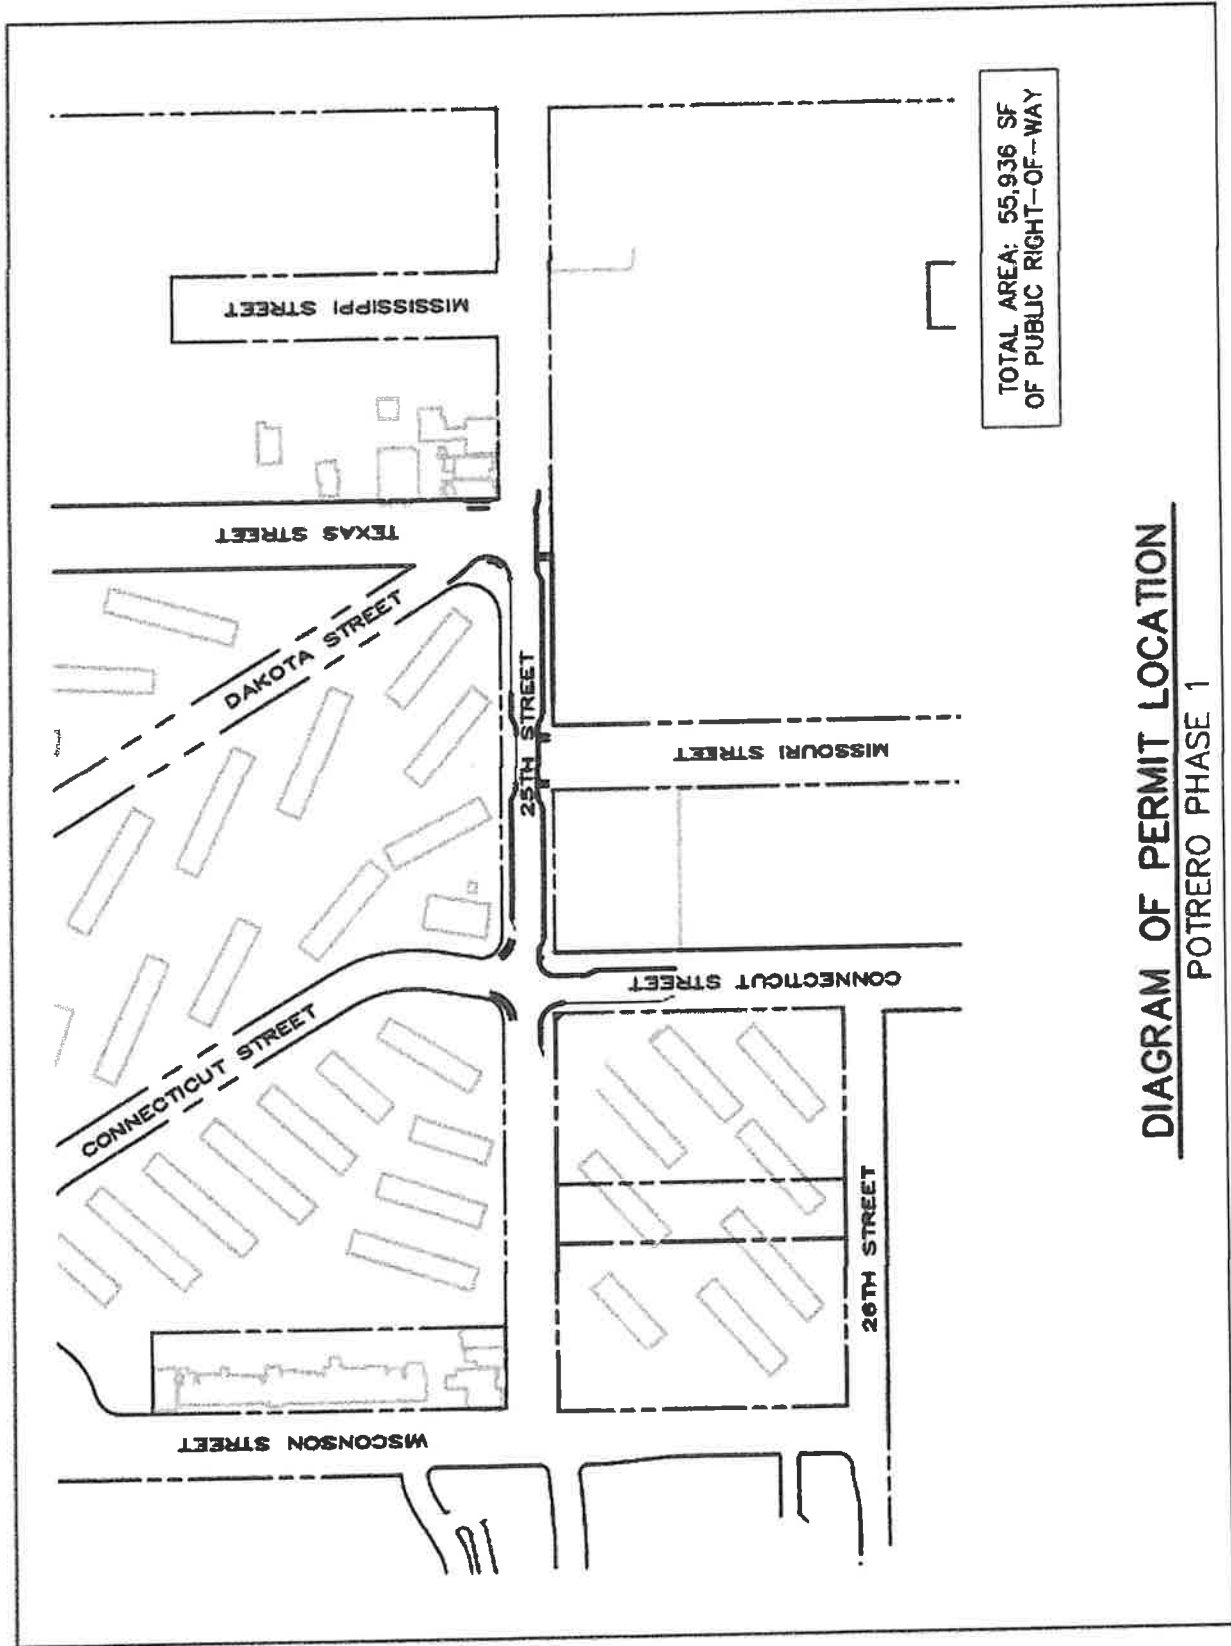 WISCONSON STREET
CONNECTICUT STREET
DAKOTA STREET
TEXAS STREET
MISSISSIPPI STREET
25TH STREET
26TH STREET
CONNECTICUT STREET
MISSOURI STREET
TOTAL AREA: 55,936 SF
OF PUBLIC RIGHT-OF-WAY
DIAGRAM OF PERMIT LOCATION
POTRERO PHASE 1